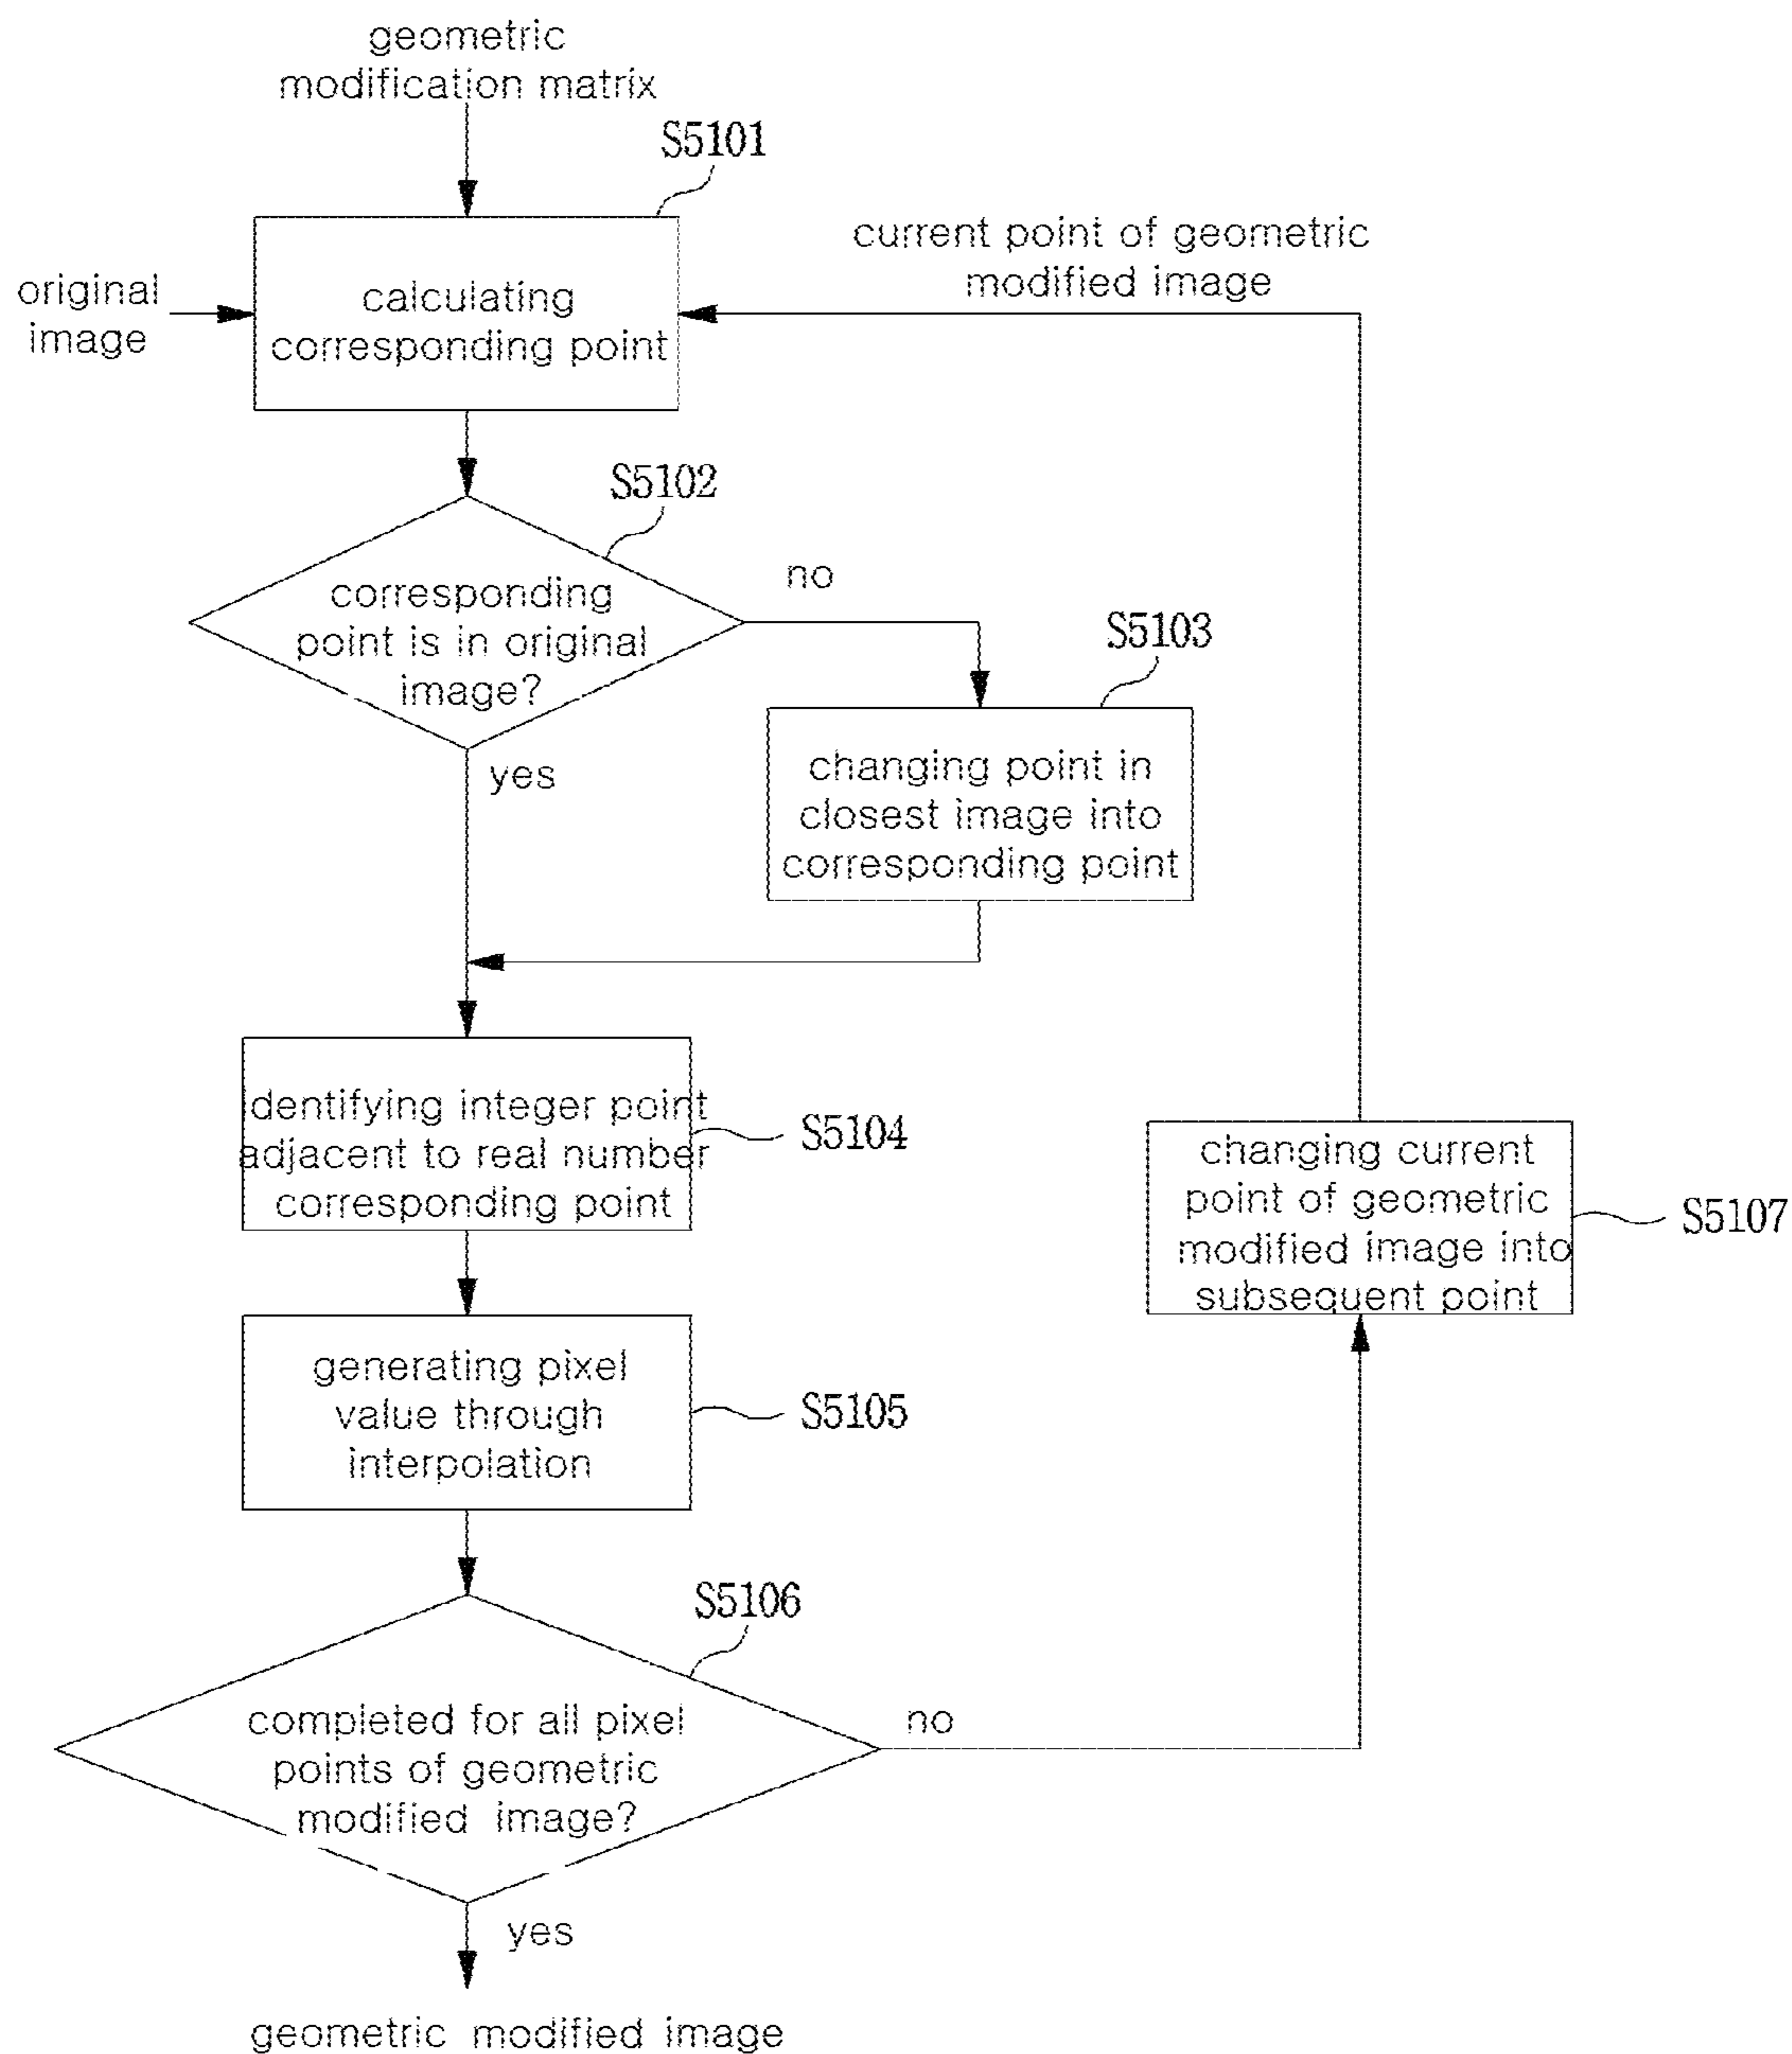 geometric
modification matrix
S5101
current point of geometric
modified image
original
image
calculating
corresponding point
S5102
no
corresponding
point is in original
image?
S5103
yes
changing point in
closest image into
corresponding point
identifying integer point
adjacent to real number
corresponding point
S5104
changing current
point of geometric
modified image into
subsequent point
S5107
generating pixel
value through
interpolation
S5105
S5106
completed for all pixel
points of geometric
modified image?
no
yes
geometric modified image